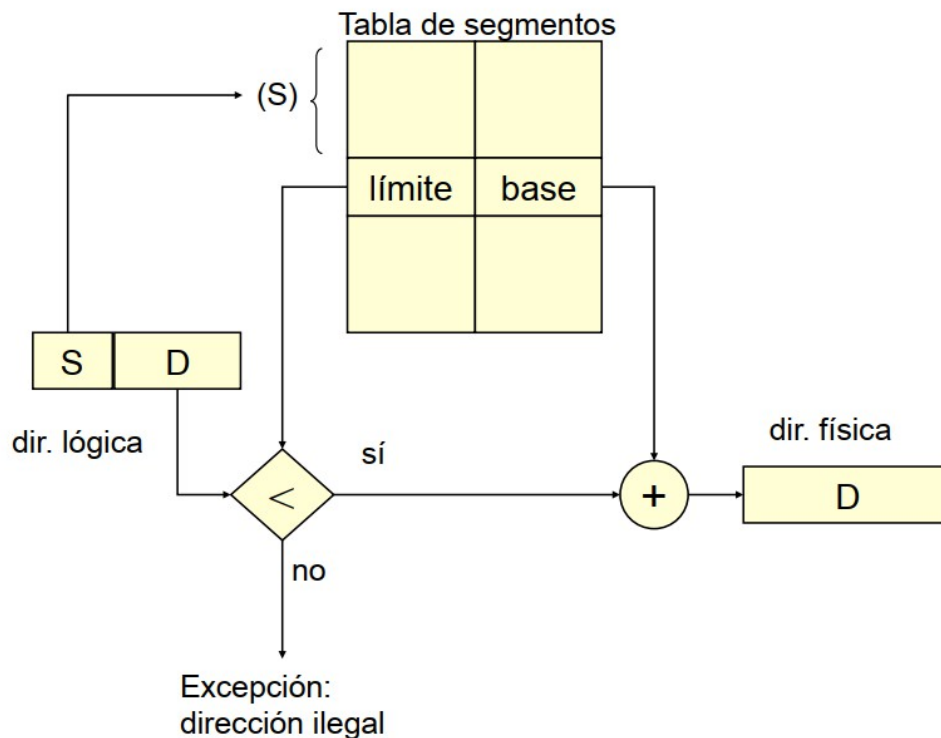 Tabla de segmentos
(S)
límite base
S D
dir. lógica
dir. física
sí
<
+
D
no
Excepción:
dirección ilegal